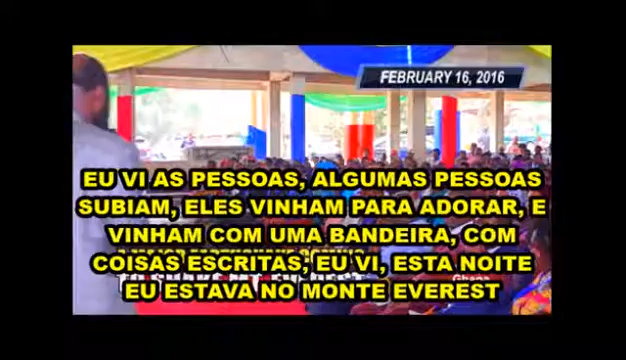 FEBRUARY 16, 2016
EU VI AS PESSOAS, ALGUMAS PESSOAS
SUBIAM, ELES VINHAM PARA ADORAR, E
VINHAM COM UMA BANDEIRA, COM
COISAS ESCRITAS, EU VI, ESTA NOITE
EU ESTAVA NO MONTE EVEREST
Ghana